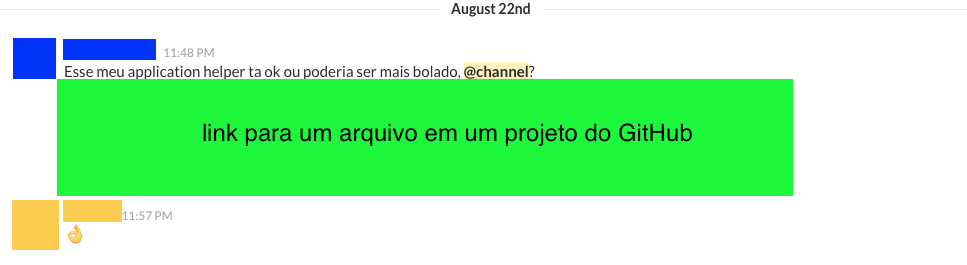 August 22nd
11:48 PM
Esse meu application helper ta ok ou poderia ser mais bolado, @channel?
link para um arquivo em um projeto do GitHub
11:57 PM
👌